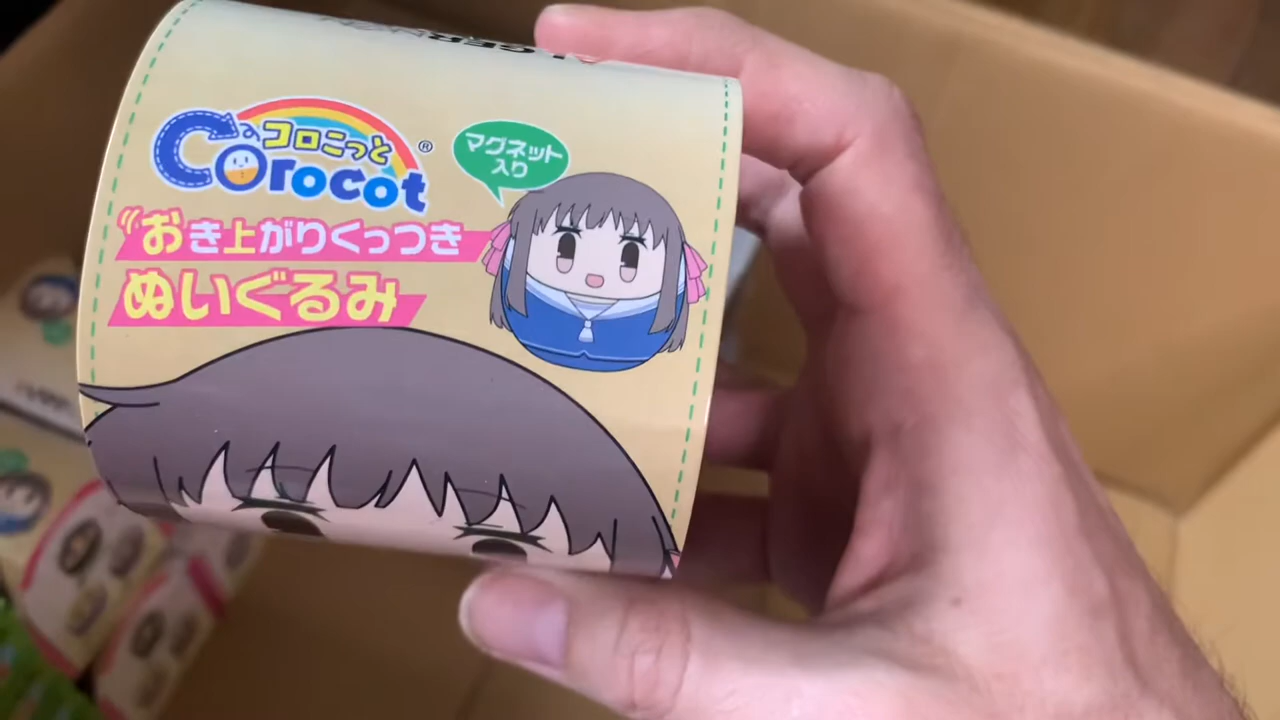 コロこっと
Corocot®
マグネット
入り
おき上がりくっつき
ぬいぐるみ